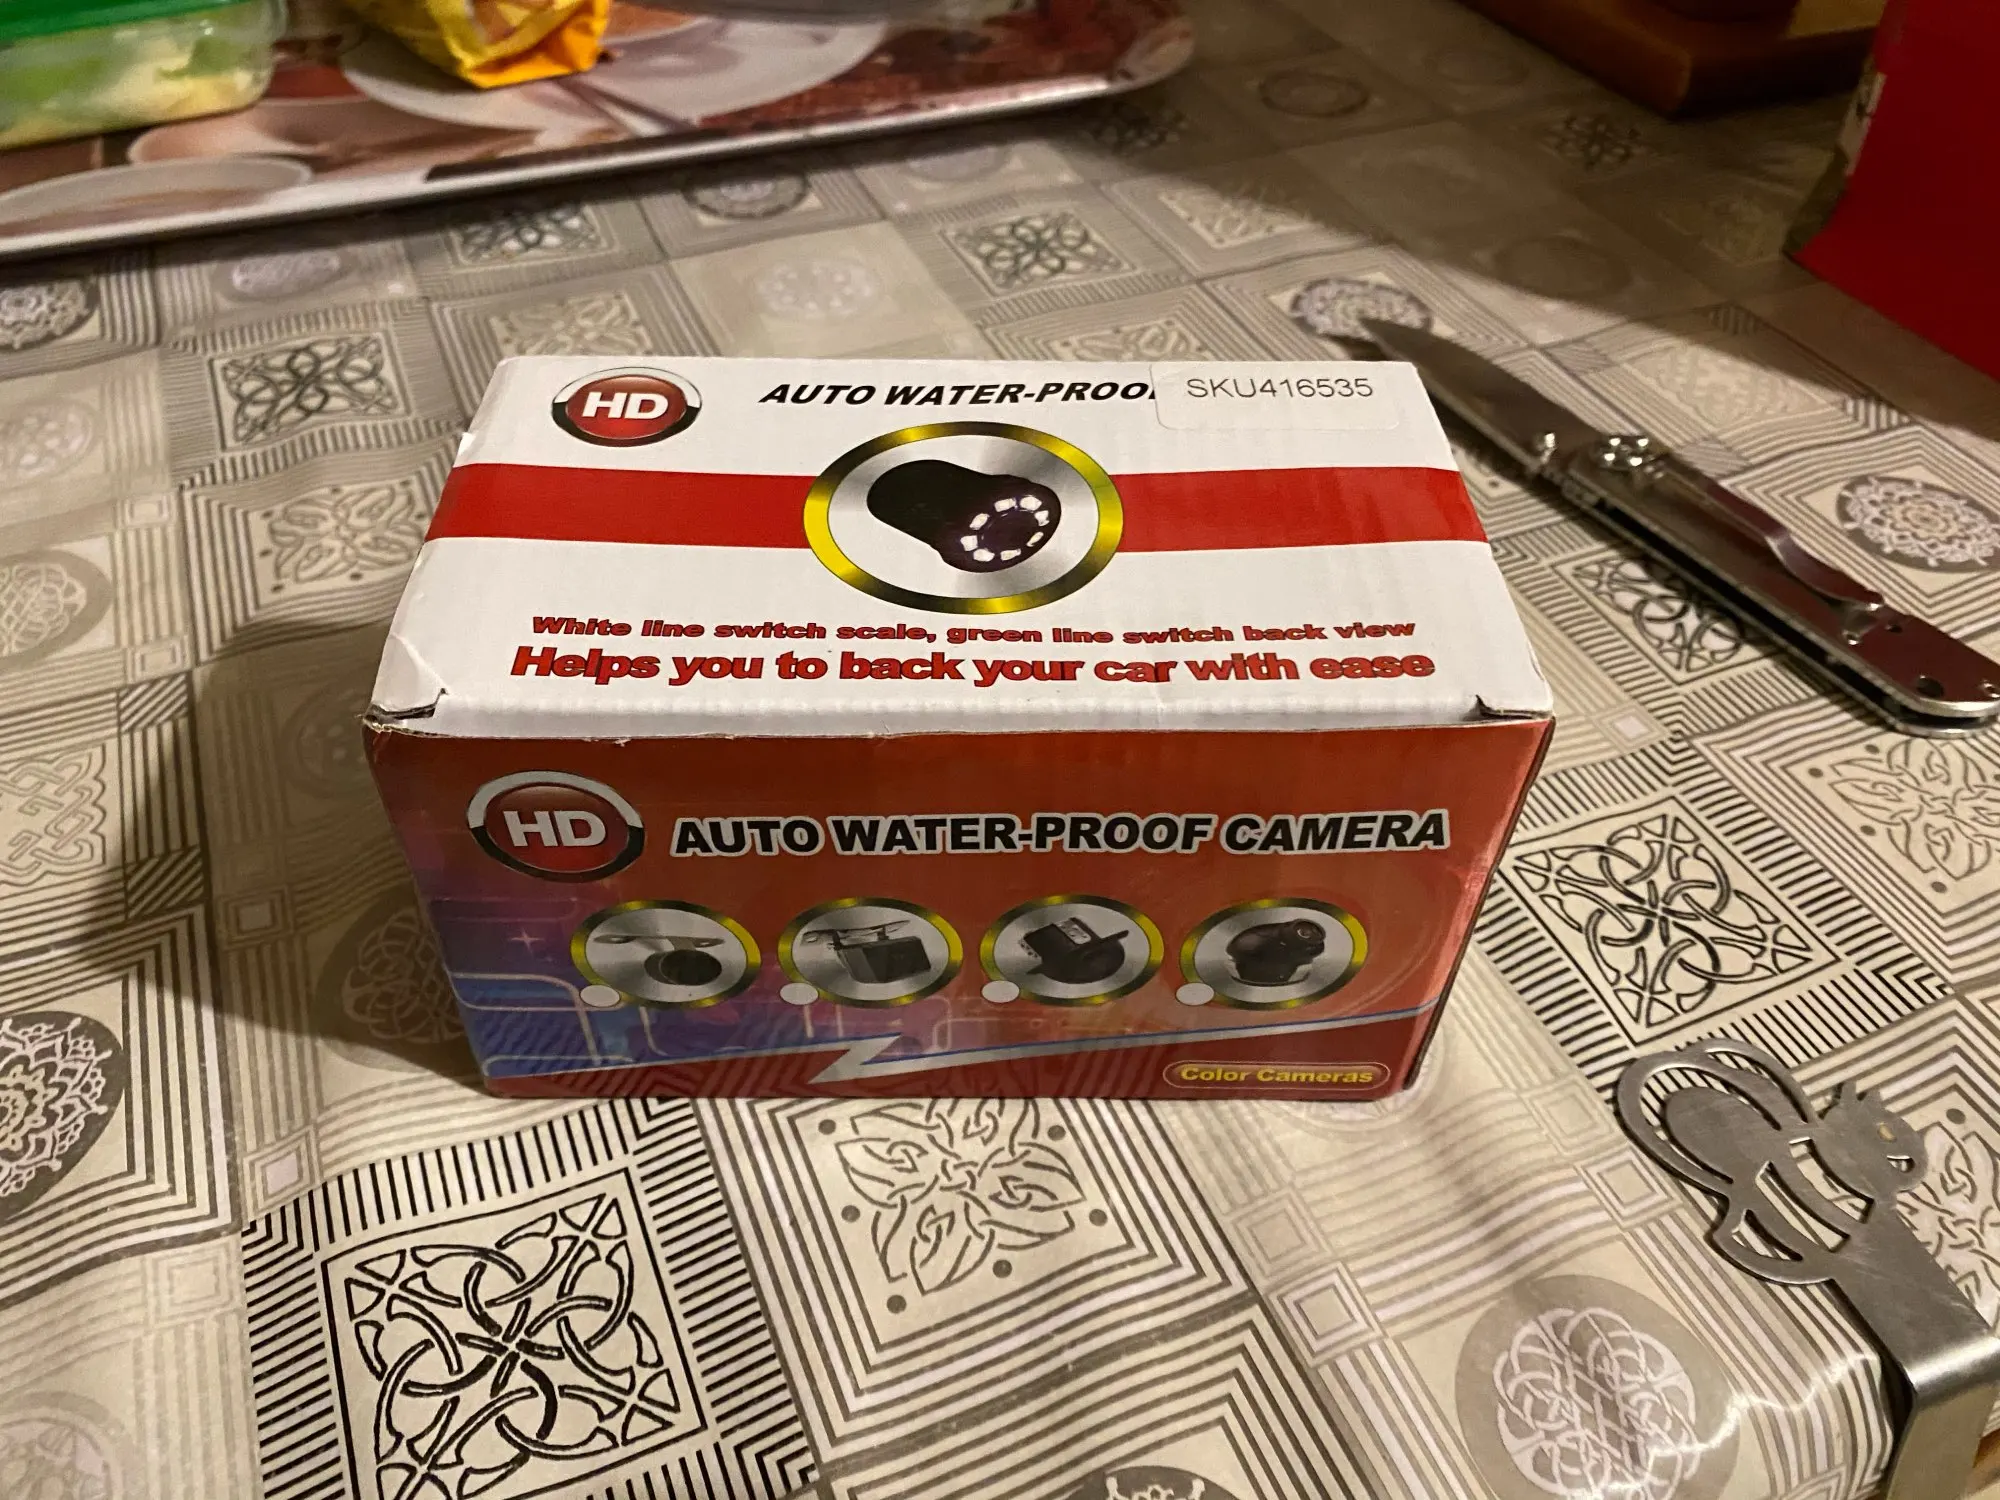 HD
AUTO WATER-PROO
SKU416535
White line switch scale, green line switch back view
Helps you to back your car with ease
HD
AUTO WATER-PROOF CAMERA
Color Cameras